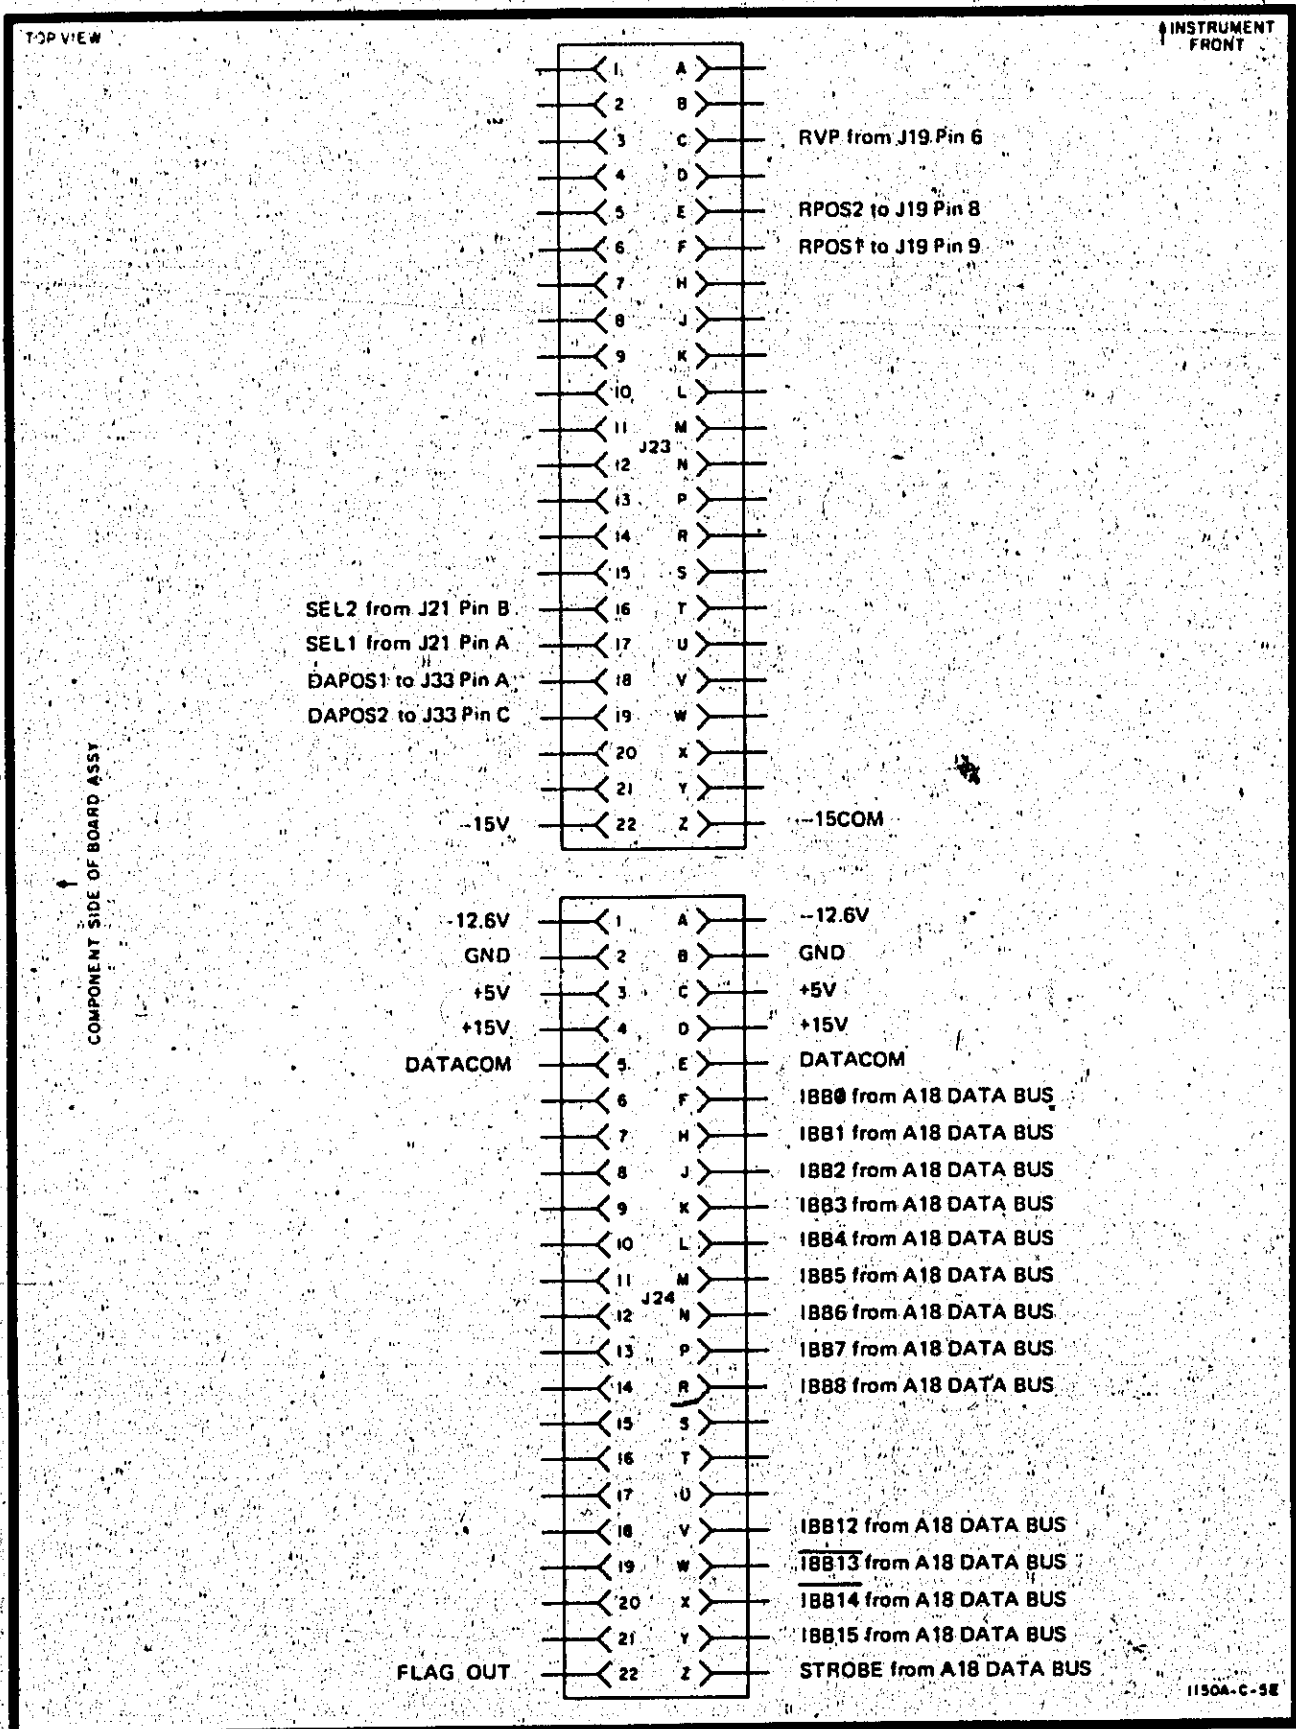 TOP VIEW
INSTRUMENT
FRONT
1 A
2 B
3 C RVP from J19 Pin 6
4 D
5 E RPOS2 to J19 Pin 8
6 F RPOS1 to J19 Pin 9
7 H
8 J
9 K
10 L
11 M
J23
12 N
13 P
14 R
15 S
SEL2 from J21 Pin B 16 T
SEL1 from J21 Pin A 17 U
DAPOS1 to J33 Pin A 18 V
DAPOS2 to J33 Pin C 19 W
20 X
21 Y
-15V 22 Z -15COM
COMPONENT SIDE OF BOARD ASSY
-12.6V 1 A -12.6V
GND 2 B GND
+5V 3 C +5V
+15V 4 D +15V
DATACOM 5 E DATACOM
6 F IBB0 from A18 DATA BUS
7 H IBB1 from A18 DATA BUS
8 J IBB2 from A18 DATA BUS
9 K IBB3 from A18 DATA BUS
10 L IBB4 from A18 DATA BUS
11 M IBB5 from A18 DATA BUS
J24
12 N IBB6 from A18 DATA BUS
13 P IBB7 from A18 DATA BUS
14 R IBB8 from A18 DATA BUS
15 S
16 T
17 U
18 V IBB12 from A18 DATA BUS
19 W I̅B̅B̅1̅3̅ from A18 DATA BUS
20 X I̅B̅B̅1̅4̅ from A18 DATA BUS
21 Y IBB15 from A18 DATA BUS
FLAG OUT 22 Z STROBE from A18 DATA BUS
1150A-C-5E